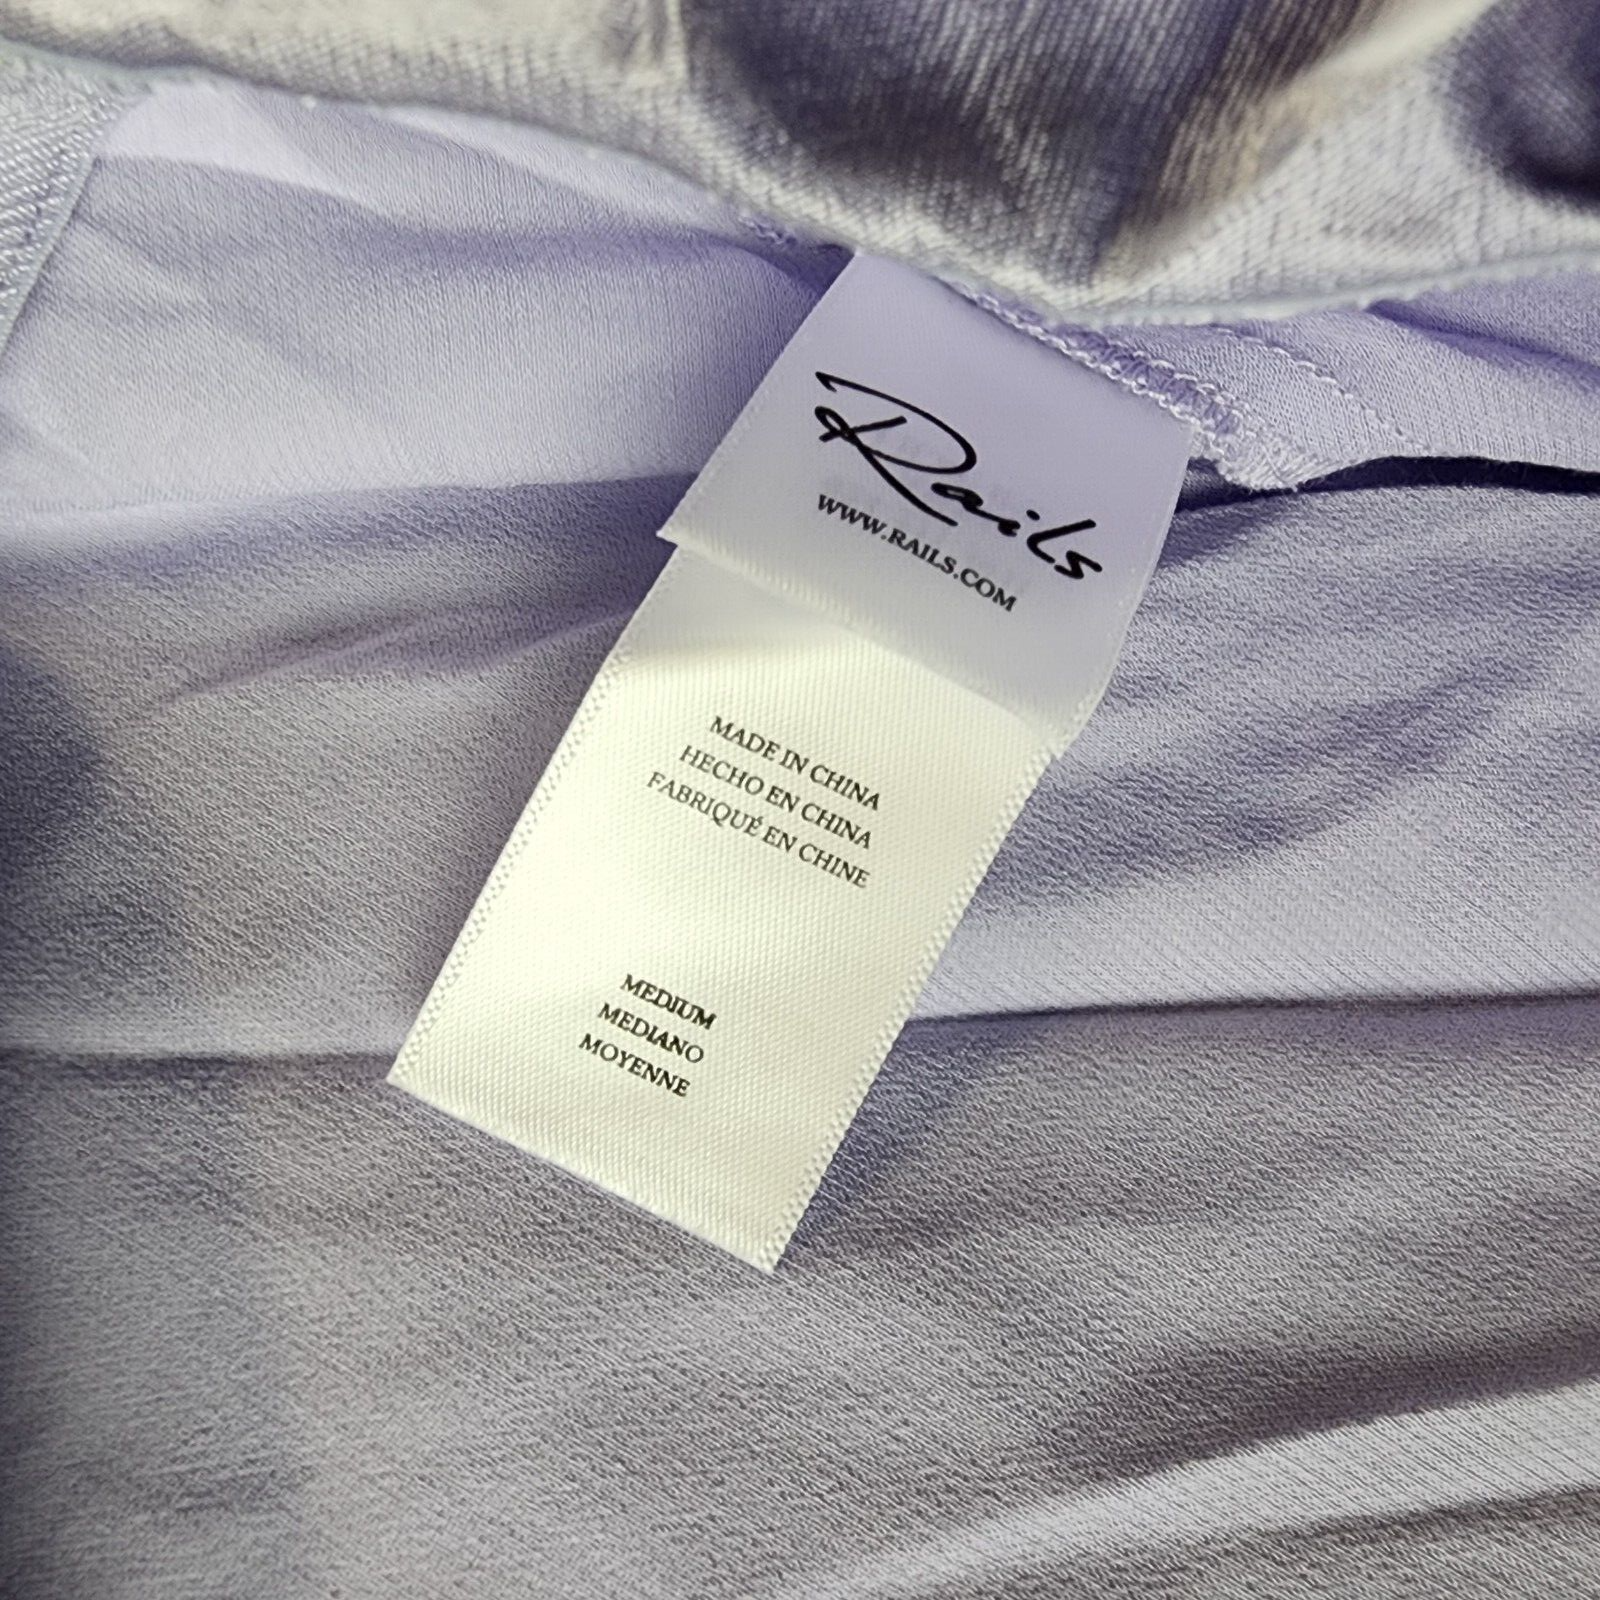 Rails
WWW.RAILS.COM
MADE IN CHINA
HECHO EN CHINA
FABRIQUÉ EN CHINE
MEDIUM
MEDIANO
MOYENNE